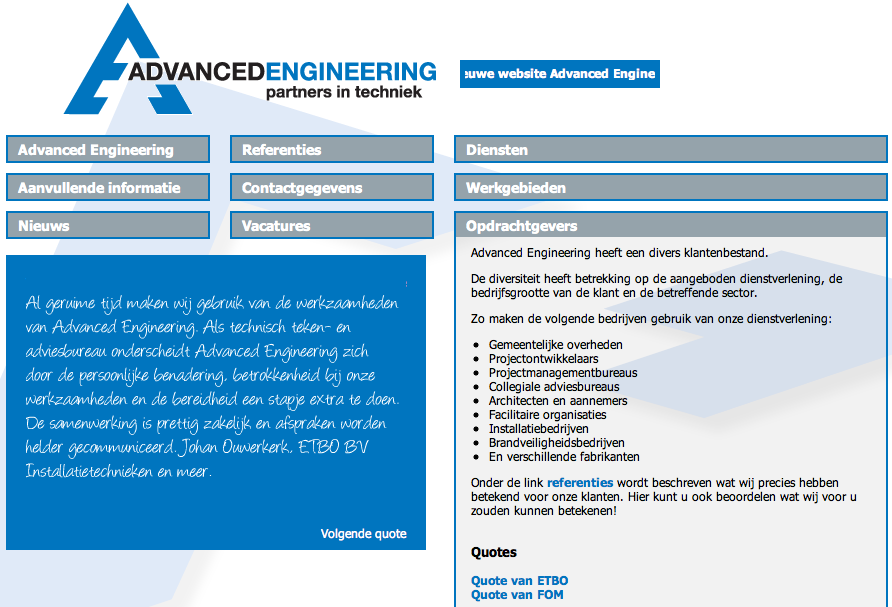 ADVANCEDENGINEERING
partners in techniek
euwe website Advanced Engine
Advanced Engineering
Referenties
Diensten
Aanvullende informatie
Contactgegevens
Werkgebieden
Nieuws
Vacatures
Opdrachtgevers
Al geruime tijd maken wij gebruik van de werkzaamheden
van Advanced Engineering. Als technisch teken- en
adviesbureau onderscheidt Advanced Engineering zich
door de persoonlijke benadering, betrokkenheid bij onze
werkzaamheden en de bereidheid een stapje extra te doen.
De samenwerking is prettig zakelijk en afspraken worden
helder gecommuniceerd. Johan Ouwerkerk, ETBO BV
Installatietechnieken en meer.
Volgende quote
Advanced Engineering heeft een divers klantenbestand.
De diversiteit heeft betrekking op de aangeboden dienstverlening, de
bedrijfsgrootte van de klant en de betreffende sector.
Zo maken de volgende bedrijven gebruik van onze dienstverlening:
• Gemeentelijke overheden
• Projectontwikkelaars
• Projectmanagementbureaus
• Collegiale adviesbureaus
• Architecten en aannemers
• Facilitaire organisaties
• Installatiebedrijven
• Brandveiligheidsbedrijven
• En verschillende fabrikanten
Onder de link referenties wordt beschreven wat wij precies hebben
betekend voor onze klanten. Hier kunt u ook beoordelen wat wij voor u
zouden kunnen betekenen!
Quotes
Quote van ETBO
Quote van FOM